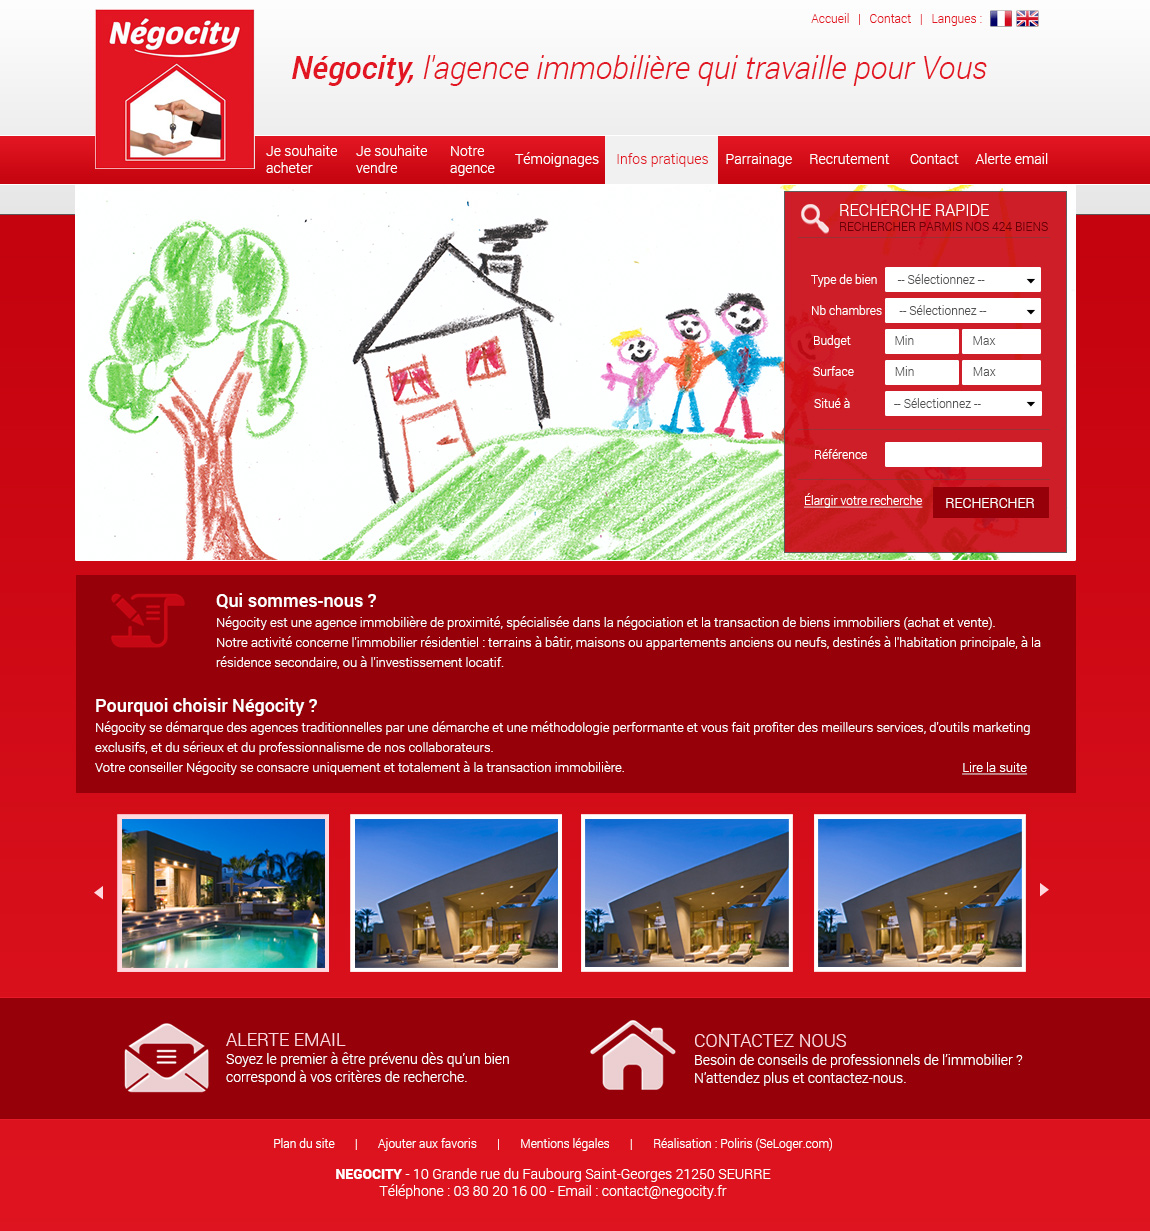 Négocity
Accueil | Contact | Langues :
Négocity, l'agence immobilière qui travaille pour Vous
Je souhaite acheter
Je souhaite vendre
Notre agence
Témoignages
Infos pratiques
Parrainage
Recrutement
Contact
Alerte email
RECHERCHE RAPIDE
RECHERCHER PARMIS NOS 424 BIENS
Type de bien -- Sélectionnez --
Nb chambres -- Sélectionnez --
Budget Min Max
Surface Min Max
Situé à -- Sélectionnez --
Référence
Élargir votre recherche RECHERCHER
Qui sommes-nous ?
Négocity est une agence immobilière de proximité, spécialisée dans la négociation et la transaction de biens immobiliers (achat et vente).
Notre activité concerne l'immobilier résidentiel : terrains à bâtir, maisons ou appartements anciens ou neufs, destinés à l'habitation principale, à la
résidence secondaire, ou à l'investissement locatif.
Pourquoi choisir Négocity ?
Négocity se démarque des agences traditionnelles par une démarche et une méthodologie performante et vous fait profiter des meilleurs services, d'outils marketing
exclusifs, et du sérieux et du professionnalisme de nos collaborateurs.
Votre conseiller Négocity se consacre uniquement et totalement à la transaction immobilière.
Lire la suite
ALERTE EMAIL
Soyez le premier à être prévenu dès qu'un bien
correspond à vos critères de recherche.
CONTACTEZ NOUS
Besoin de conseils de professionnels de l'immobilier ?
N'attendez plus et contactez-nous.
Plan du site | Ajouter aux favoris | Mentions légales | Réalisation : Poliris (SeLoger.com)
NEGOCITY - 10 Grande rue du Faubourg Saint-Georges 21250 SEURRE
Téléphone : 03 80 20 16 00 - Email : contact@negocity.fr